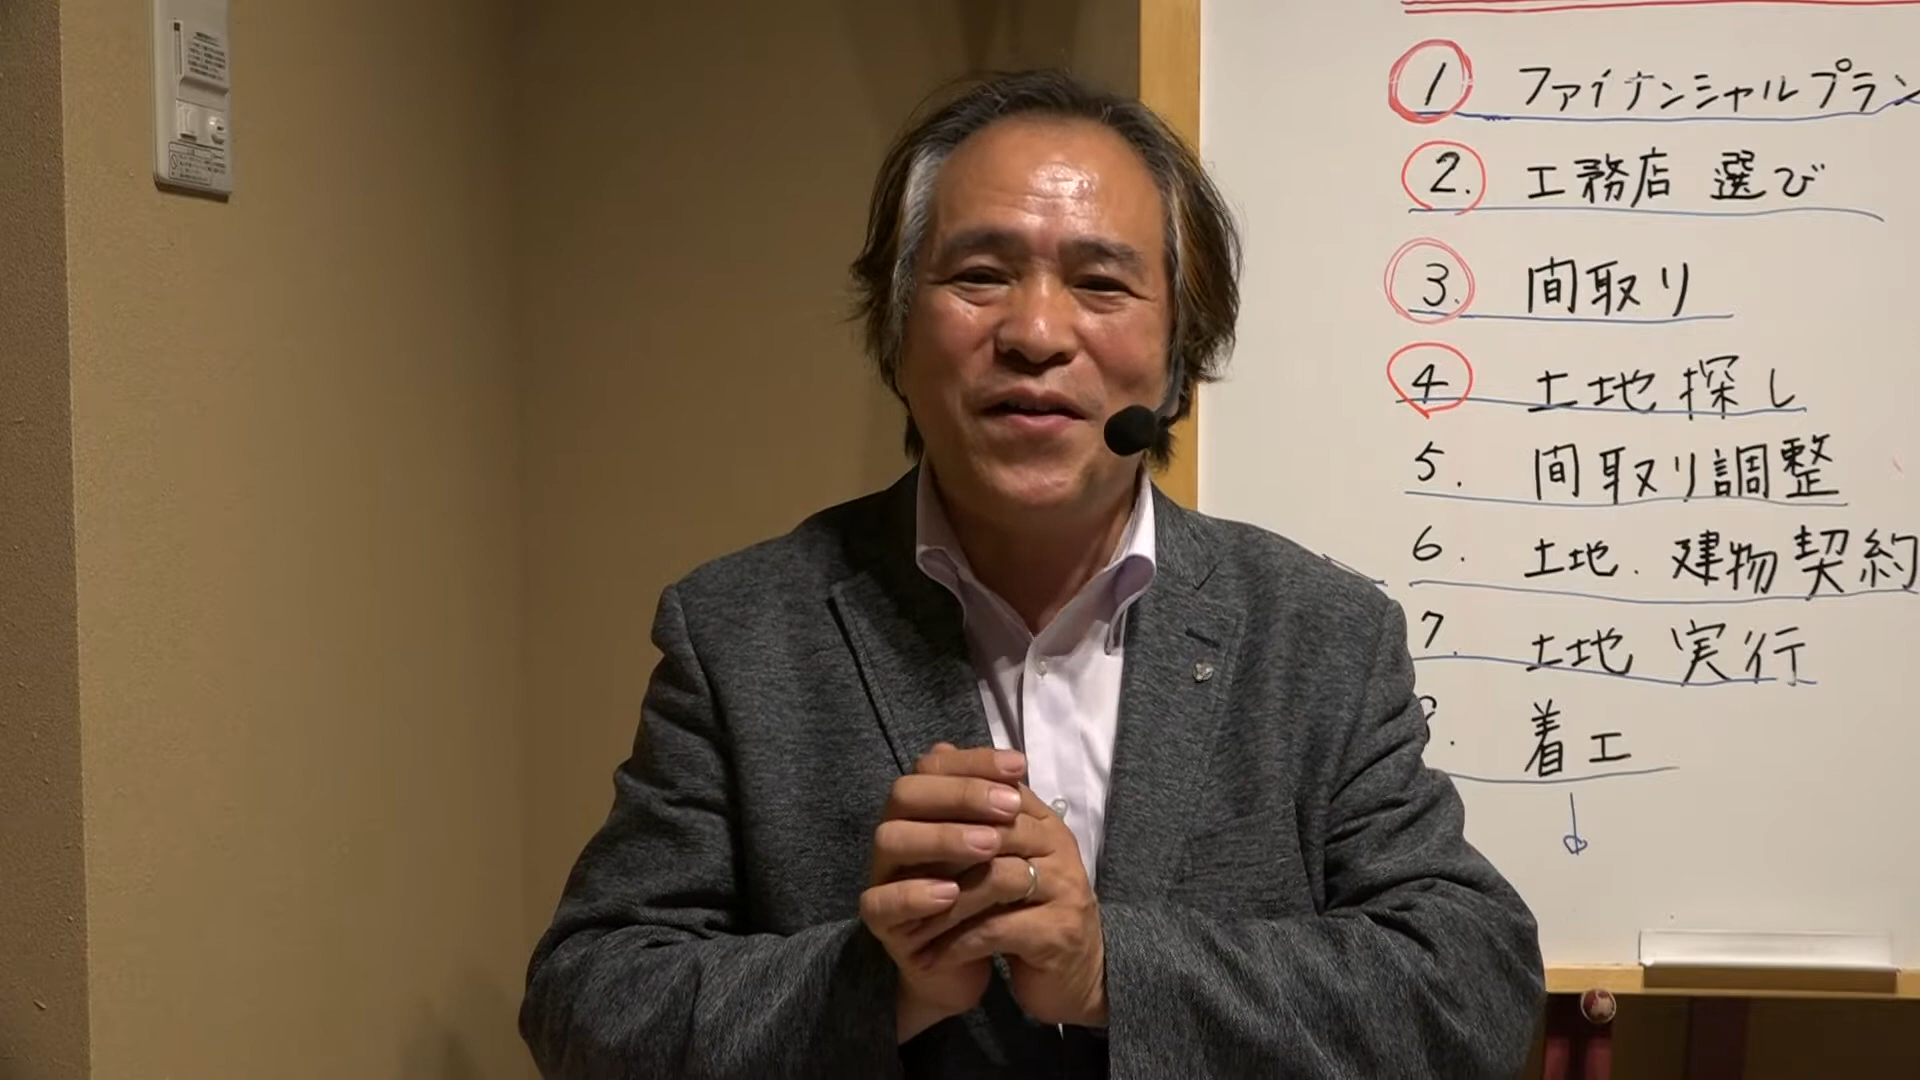 1 ファイナンシャルプラン
2. 工務店 選び
3. 間取り
4 土地探し
5. 間取り調整
6. 土地.建物契約
7. 土地 実行
8. 着工